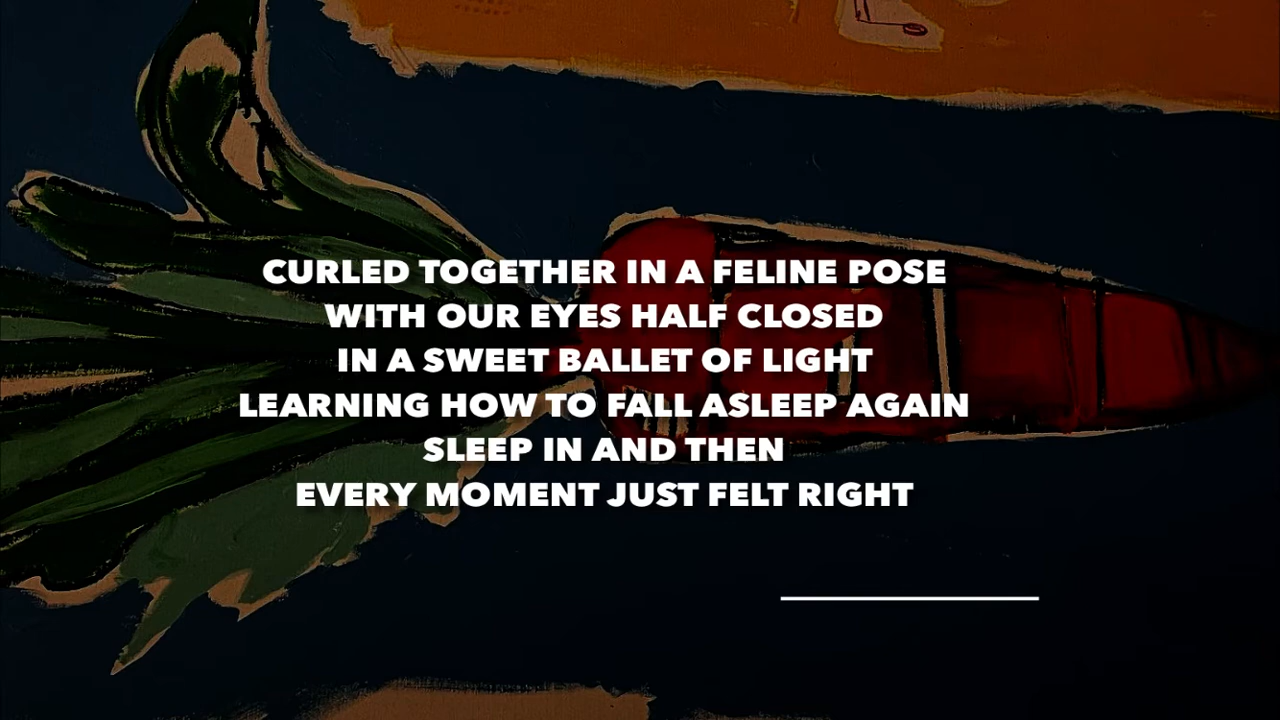 CURLED TOGETHER IN A FELINE POSE
WITH OUR EYES HALF CLOSED
IN A SWEET BALLET OF LIGHT
LEARNING HOW TO FALL ASLEEP AGAIN
SLEEP IN AND THEN
EVERY MOMENT JUST FELT RIGHT